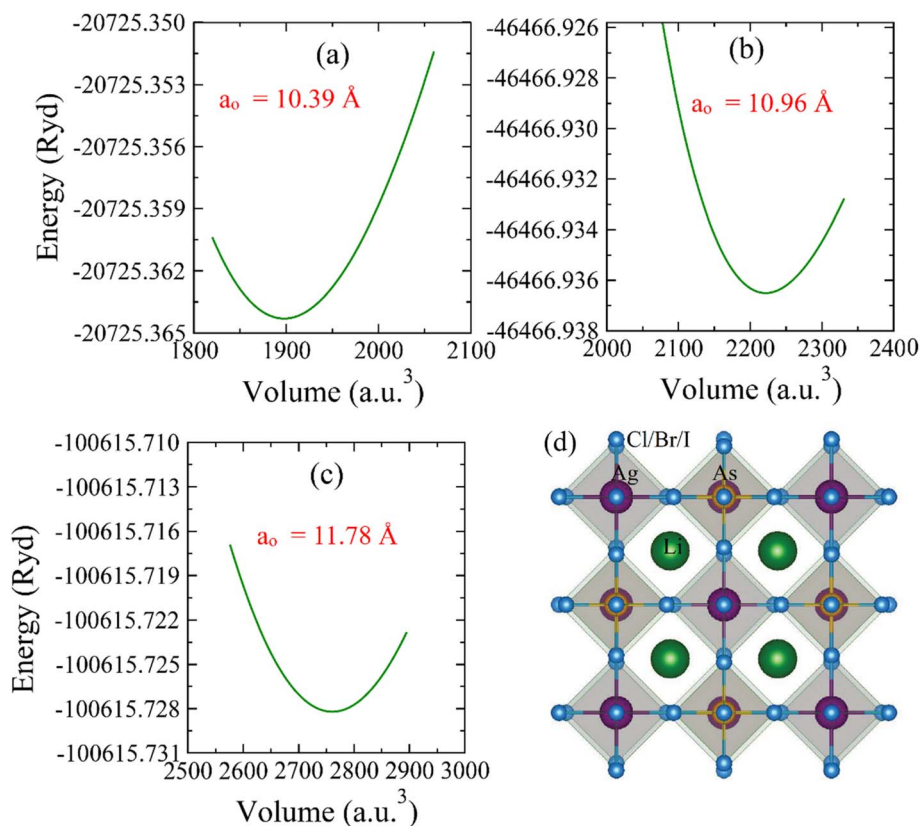 (a)
a₀ = 10.39 Å
Energy (Ryd)
-20725.350
-20725.353
-20725.356
-20725.359
-20725.362
-20725.365
1800 1900 2000 2100
Volume (a.u.³)
(b)
a₀ = 10.96 Å
-46466.926
-46466.928
-46466.930
-46466.932
-46466.934
-46466.936
-46466.938
2000 2100 2200 2300 2400
Volume (a.u.³)
(c)
a₀ = 11.78 Å
Energy (Ryd)
-100615.710
-100615.713
-100615.716
-100615.719
-100615.722
-100615.725
-100615.728
-100615.731
2500 2600 2700 2800 2900 3000
Volume (a.u.³)
(d)
Cl/Br/I
Ag As
Li